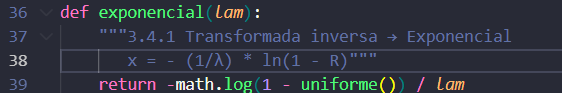 36 def exponencial(lam):
37 """3.4.1 Transformada inversa → Exponencial
38 x = - (1/λ) * ln(1 - R)"""
39 return -math.log(1 - uniforme()) / lam